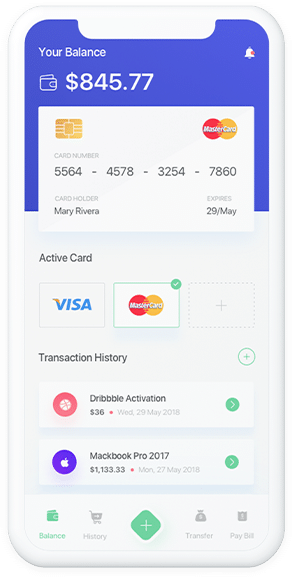 Your Balance
$845.77
MasterCard
CARD NUMBER
5564 - 4578 - 3254 - 7860
CARD HOLDER EXPIRES
Mary Rivera 29/May
Active Card
VISA MasterCard
Transaction History
Dribbble Activation
$36 • Wed, 29 May 2018
Mackbook Pro 2017
$1,133.33 • Mon, 27 May 2018
Balance History Transfer Pay Bill